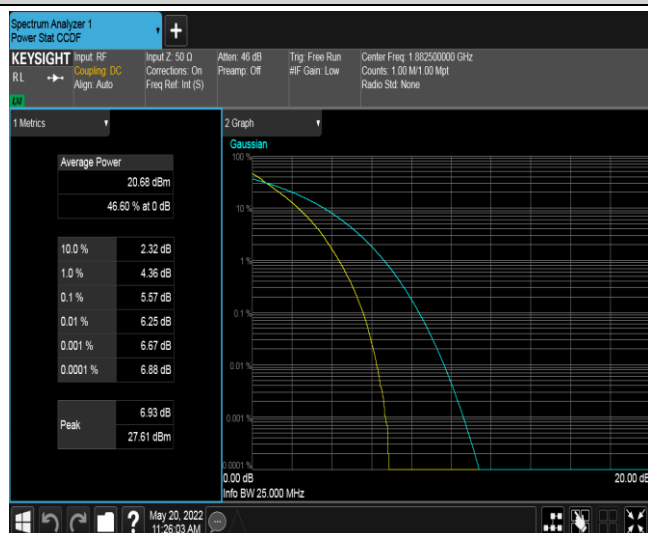 Spectrum Analyzer 1
Power Stat CCDF
+
KEYSIGHT
RL
Input: RF
Coupling: DC
Align: Auto
Input Z: 50 Ω
Corrections: On
Freq Ref: Int (S)
Atten: 46 dB
Preamp: Off
Trig: Free Run
#IF Gain: Low
Center Freq: 1.882500000 GHz
Counts: 1.00 M/1.00 Mpt
Radio Std: None
1 Metrics
Average Power
20.68 dBm
46.60 % at 0 dB
10.0 % 2.32 dB
1.0 % 4.36 dB
0.1 % 5.57 dB
0.01 % 6.25 dB
0.001 % 6.67 dB
0.0001 % 6.88 dB
Peak
6.93 dB
27.61 dBm
2 Graph
Gaussian
100 %
10 %
1 %
0.1 %
0.01 %
0.001 %
0.0001 %
0.00 dB
20.00 dB
Info BW 25.000 MHz
?
May 20, 2022
11:26:03 AM